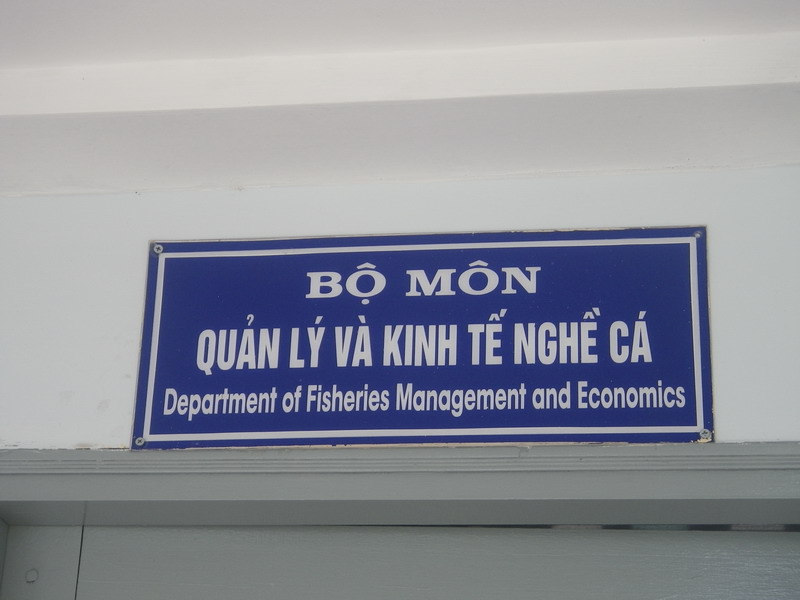 BỘ MÔN
QUẢN LÝ VÀ KINH TẾ NGHỀ CÁ
Department of Fisheries Management and Economics